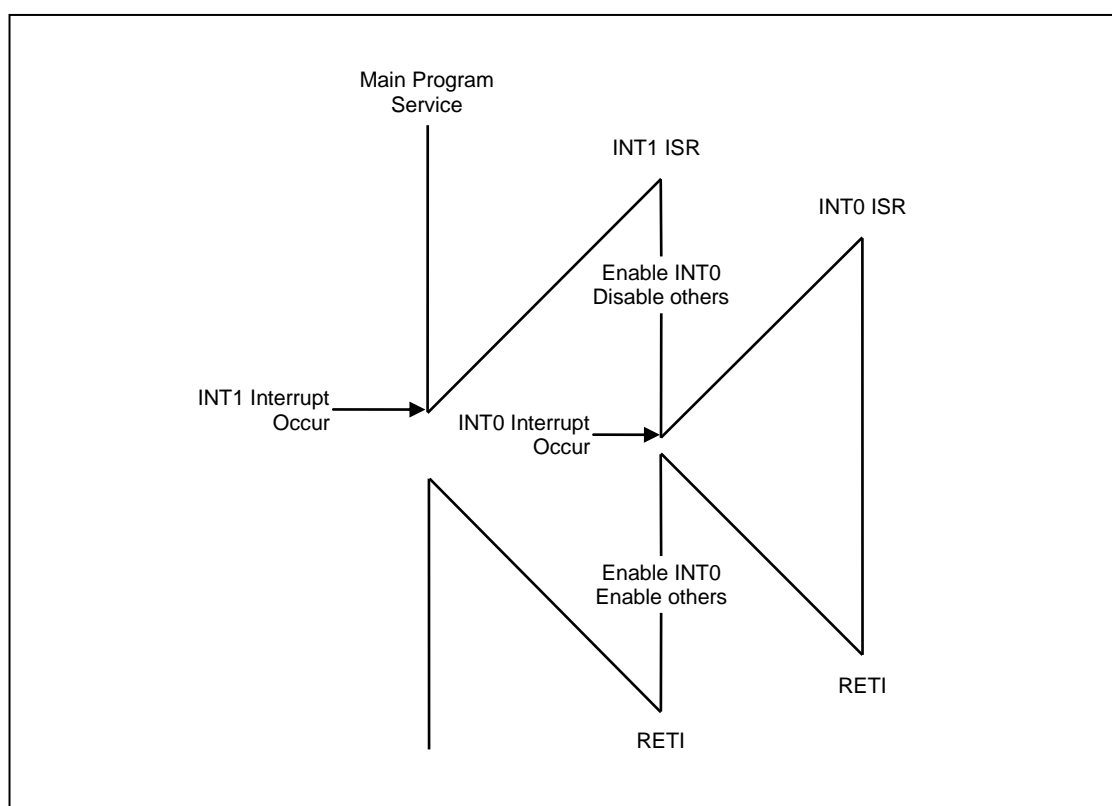 Main Program
Service
INT1 ISR
INT0 ISR
Enable INT0
Disable others
INT1 Interrupt
Occur
INT0 Interrupt
Occur
Enable INT0
Enable others
RETI
RETI